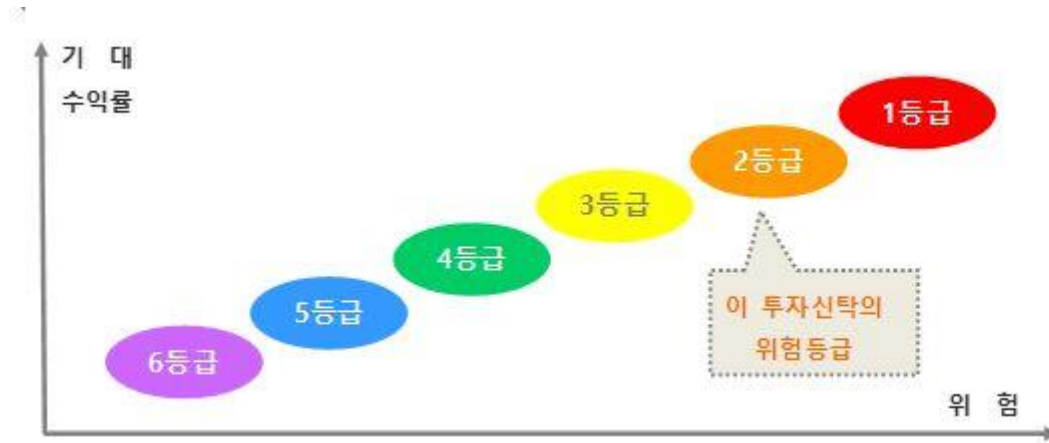 기 대
수익률
1등급
2등급
3등급
4등급
5등급
6등급
이 투자신탁의
위험등급
위 험